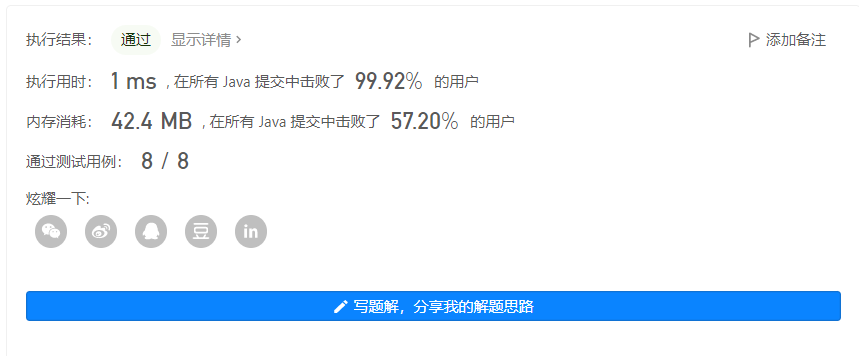 执行结果： 通过 显示详情 > 添加备注
执行用时： 1 ms , 在所有 Java 提交中击败了 99.92% 的用户
内存消耗： 42.4 MB , 在所有 Java 提交中击败了 57.20% 的用户
通过测试用例： 8 / 8
炫耀一下:
豆 in
写题解，分享我的解题思路